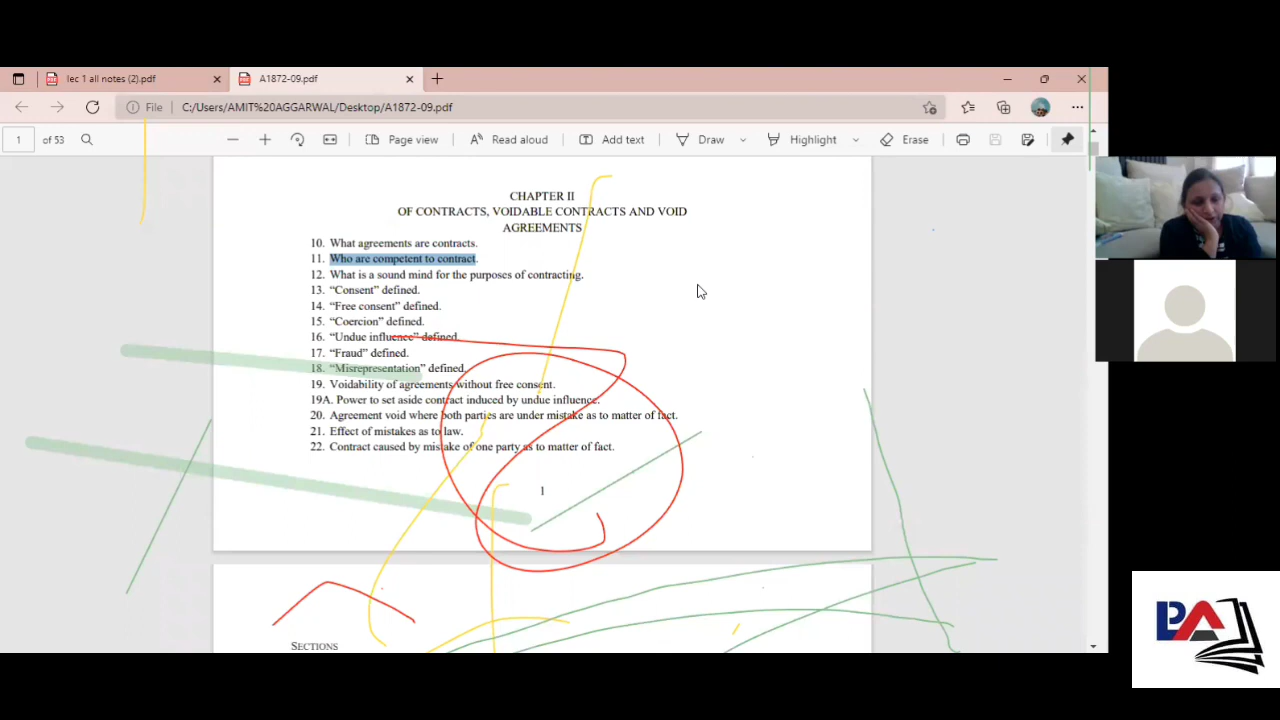 lec 1 all notes (2).pdf
A1872-09.pdf
File
C:/Users/AMIT%20AGGARWAL/Desktop/A1872-09.pdf
1 of 53
Page view
Read aloud
Add text
Draw
Highlight
Erase
CHAPTER II
OF CONTRACTS, VOIDABLE CONTRACTS AND VOID
AGREEMENTS
10. What agreements are contracts.
11. Who are competent to contract.
12. What is a sound mind for the purposes of contracting.
13. “Consent” defined.
14. “Free consent” defined.
15. “Coercion” defined.
16. “Undue influence” defined.
17. “Fraud” defined.
18. “Misrepresentation” defined.
19. Voidability of agreements without free consent.
19A. Power to set aside contract induced by undue influence.
20. Agreement void where both parties are under mistake as to matter of fact.
21. Effect of mistakes as to law.
22. Contract caused by mistake of one party as to matter of fact.
1
SECTIONS